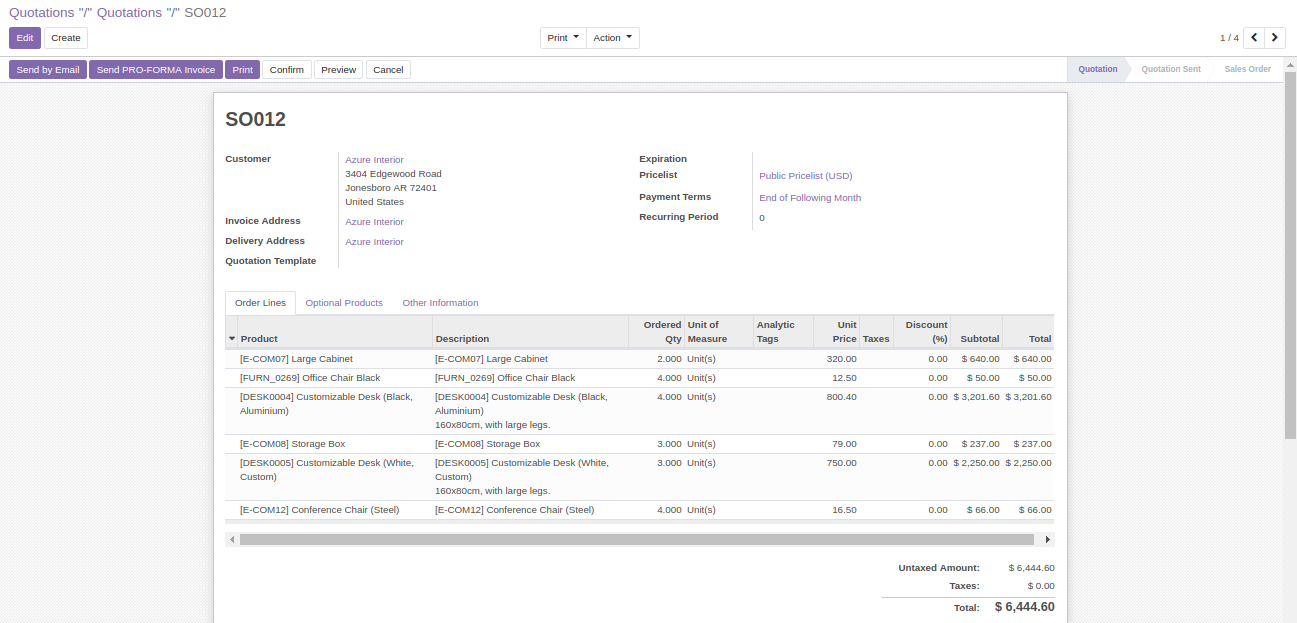 Quotations "/" Quotations "/" SO012
Edit Create Print Action 1 / 4
Send by Email Send PRO-FORMA Invoice Print Confirm Preview Cancel Quotation Quotation Sent Sales Order
SO012
Customer Azure Interior
3404 Edgewood Road
Jonesboro AR 72401
United States
Invoice Address Azure Interior
Delivery Address Azure Interior
Quotation Template
Expiration
Pricelist Public Pricelist (USD)
Payment Terms End of Following Month
Recurring Period 0
Order Lines Optional Products Other Information
Product Description Ordered Qty Unit of Measure Analytic Tags Unit Price Taxes Discount (%) Subtotal Total
[E-COM07] Large Cabinet [E-COM07] Large Cabinet 2.000 Unit(s) 320.00 0.00 $ 640.00 $ 640.00
[FURN_0269] Office Chair Black [FURN_0269] Office Chair Black 4.000 Unit(s) 12.50 0.00 $ 50.00 $ 50.00
[DESK0004] Customizable Desk (Black, [DESK0004] Customizable Desk (Black, 4.000 Unit(s) 800.40 0.00 $ 3,201.60 $ 3,201.60
Aluminium) Aluminium)
160x80cm, with large legs.
[E-COM08] Storage Box [E-COM08] Storage Box 3.000 Unit(s) 79.00 0.00 $ 237.00 $ 237.00
[DESK0005] Customizable Desk (White, [DESK0005] Customizable Desk (White, 3.000 Unit(s) 750.00 0.00 $ 2,250.00 $ 2,250.00
Custom) Custom)
160x80cm, with large legs.
[E-COM12] Conference Chair (Steel) [E-COM12] Conference Chair (Steel) 4.000 Unit(s) 16.50 0.00 $ 66.00 $ 66.00
Untaxed Amount: $ 6,444.60
Taxes: $ 0.00
Total: $ 6,444.60